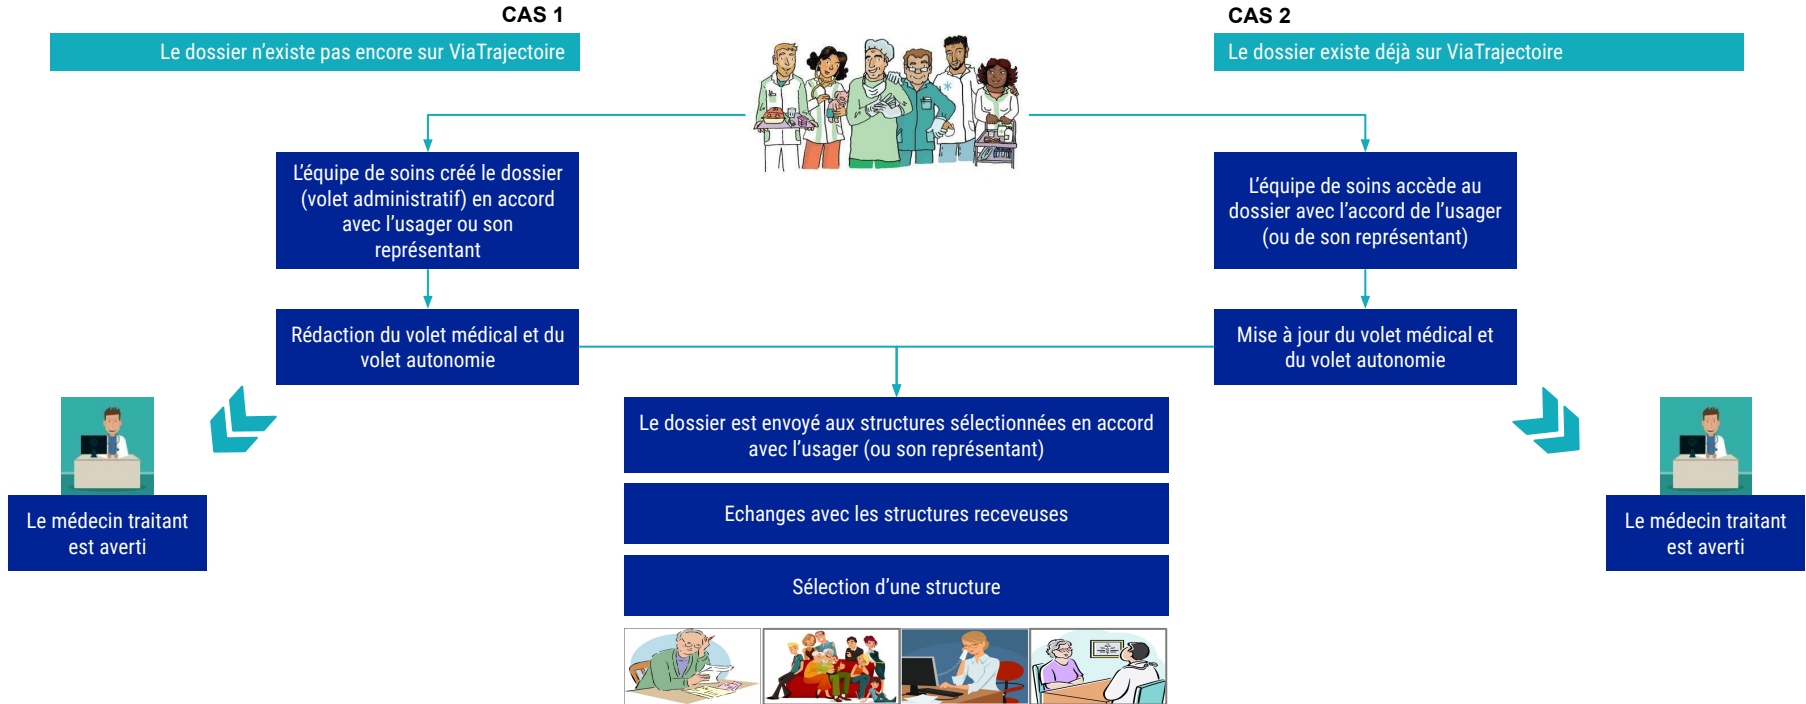 CAS 1
Le dossier n'existe pas encore sur ViaTrajectoire
CAS 2
Le dossier existe déjà sur ViaTrajectoire
L'équipe de soins créé le dossier
(volet administratif) en accord
avec l'usager ou son
représentant
L'équipe de soins accède au
dossier avec l'accord de l'usager
(ou de son représentant)
Rédaction du volet médical et du
volet autonomie
Mise à jour du volet médical et
du volet autonomie
Le dossier est envoyé aux structures sélectionnées en accord
avec l'usager (ou son représentant)
Echanges avec les structures receveuses
Sélection d'une structure
Le médecin traitant
est averti
Le médecin traitant
est averti